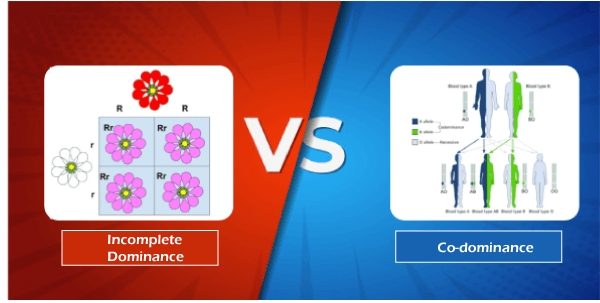 R R
r
r
Rr Rr
Rr Rr
Incomplete
Dominance
VS
Blood type A Blood type B
AO BO
A allele
B allele
Codominance
O allele Recessive
AO AB BO OO
Blood type A Blood type AB Blood type B Blood type O
Co-dominance